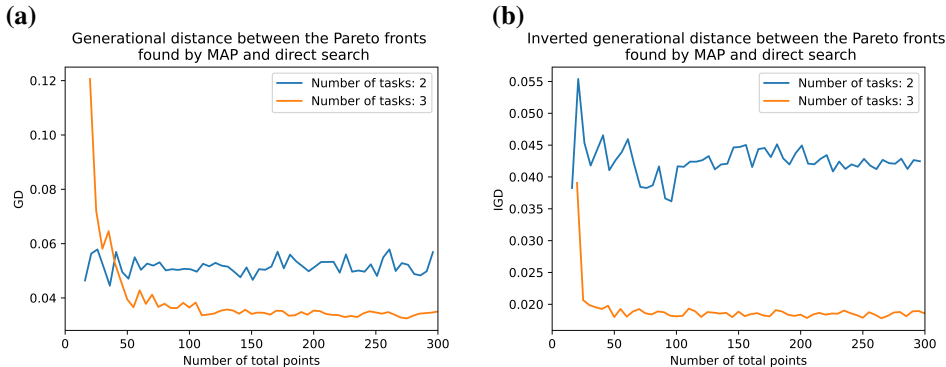 (a)
Generational distance between the Pareto fronts
found by MAP and direct search
Number of tasks: 2
Number of tasks: 3
GD
0.12
0.10
0.08
0.06
0.04
0
50
100
150
200
250
300
Number of total points
(b)
Inverted generational distance between the Pareto fronts
found by MAP and direct search
Number of tasks: 2
Number of tasks: 3
IGD
0.055
0.050
0.045
0.040
0.035
0.030
0.025
0.020
0
50
100
150
200
250
300
Number of total points